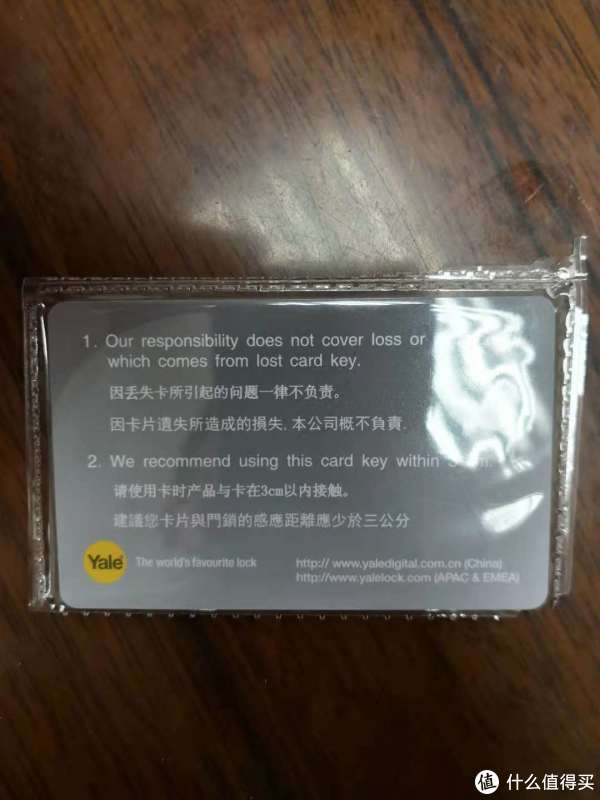 1. Our responsibility does not cover loss or
which comes from lost card key.
因丢失卡所引起的问题一律不负责。
因卡片遺失所造成的損失,本公司概不負責.
2. We recommend using this card key within
请使用卡时产品与卡在3cm以内接触。
建議您卡片與門鎖的感應距離應少於三公分
Yale The world's favourite lock
http:// www.yaledigital.com.cn (China)
http://www.yalelock.com (APAC & EMEA)
值 什么值得买